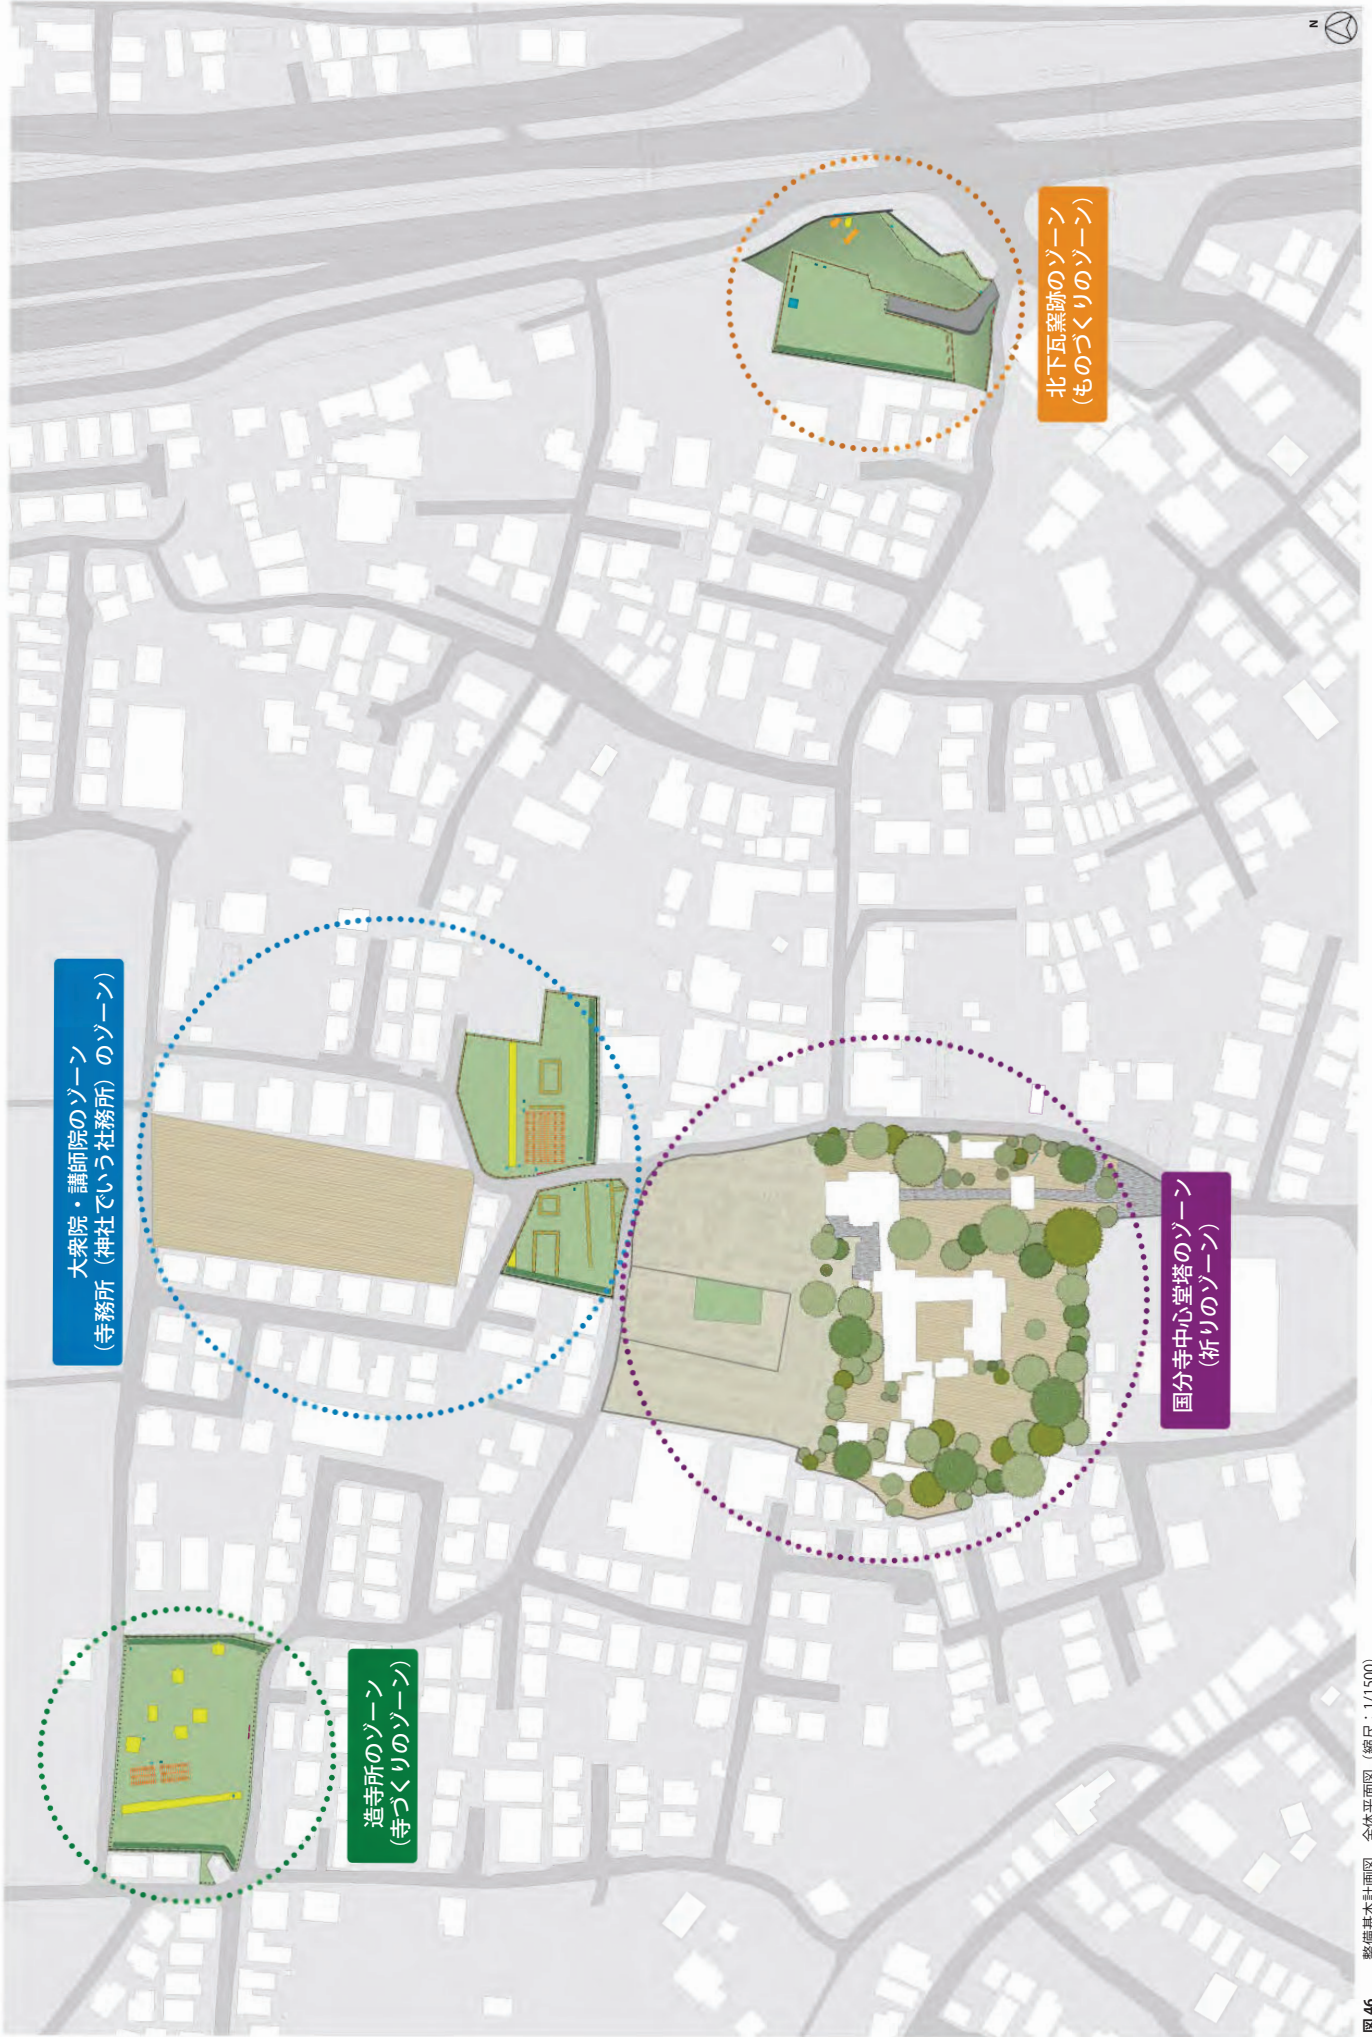 N
大衆院・講師院のゾーン
（寺務所（神社でいう社務所）のゾーン）
造寺所のゾーン
（寺づくりのゾーン）
国分寺中心堂塔のゾーン
（祈りのゾーン）
北下瓦窯跡のゾーン
（ものづくりのゾーン）
図46 整備基本計画図 全体平面図（縮尺：1/1500）